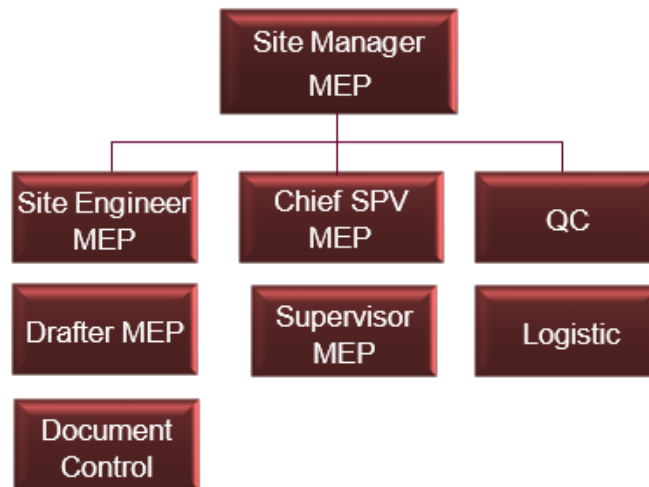 Site Manager
MEP
Site Engineer
MEP
Chief SPV
MEP
QC
Drafter MEP
Supervisor
MEP
Logistic
Document
Control